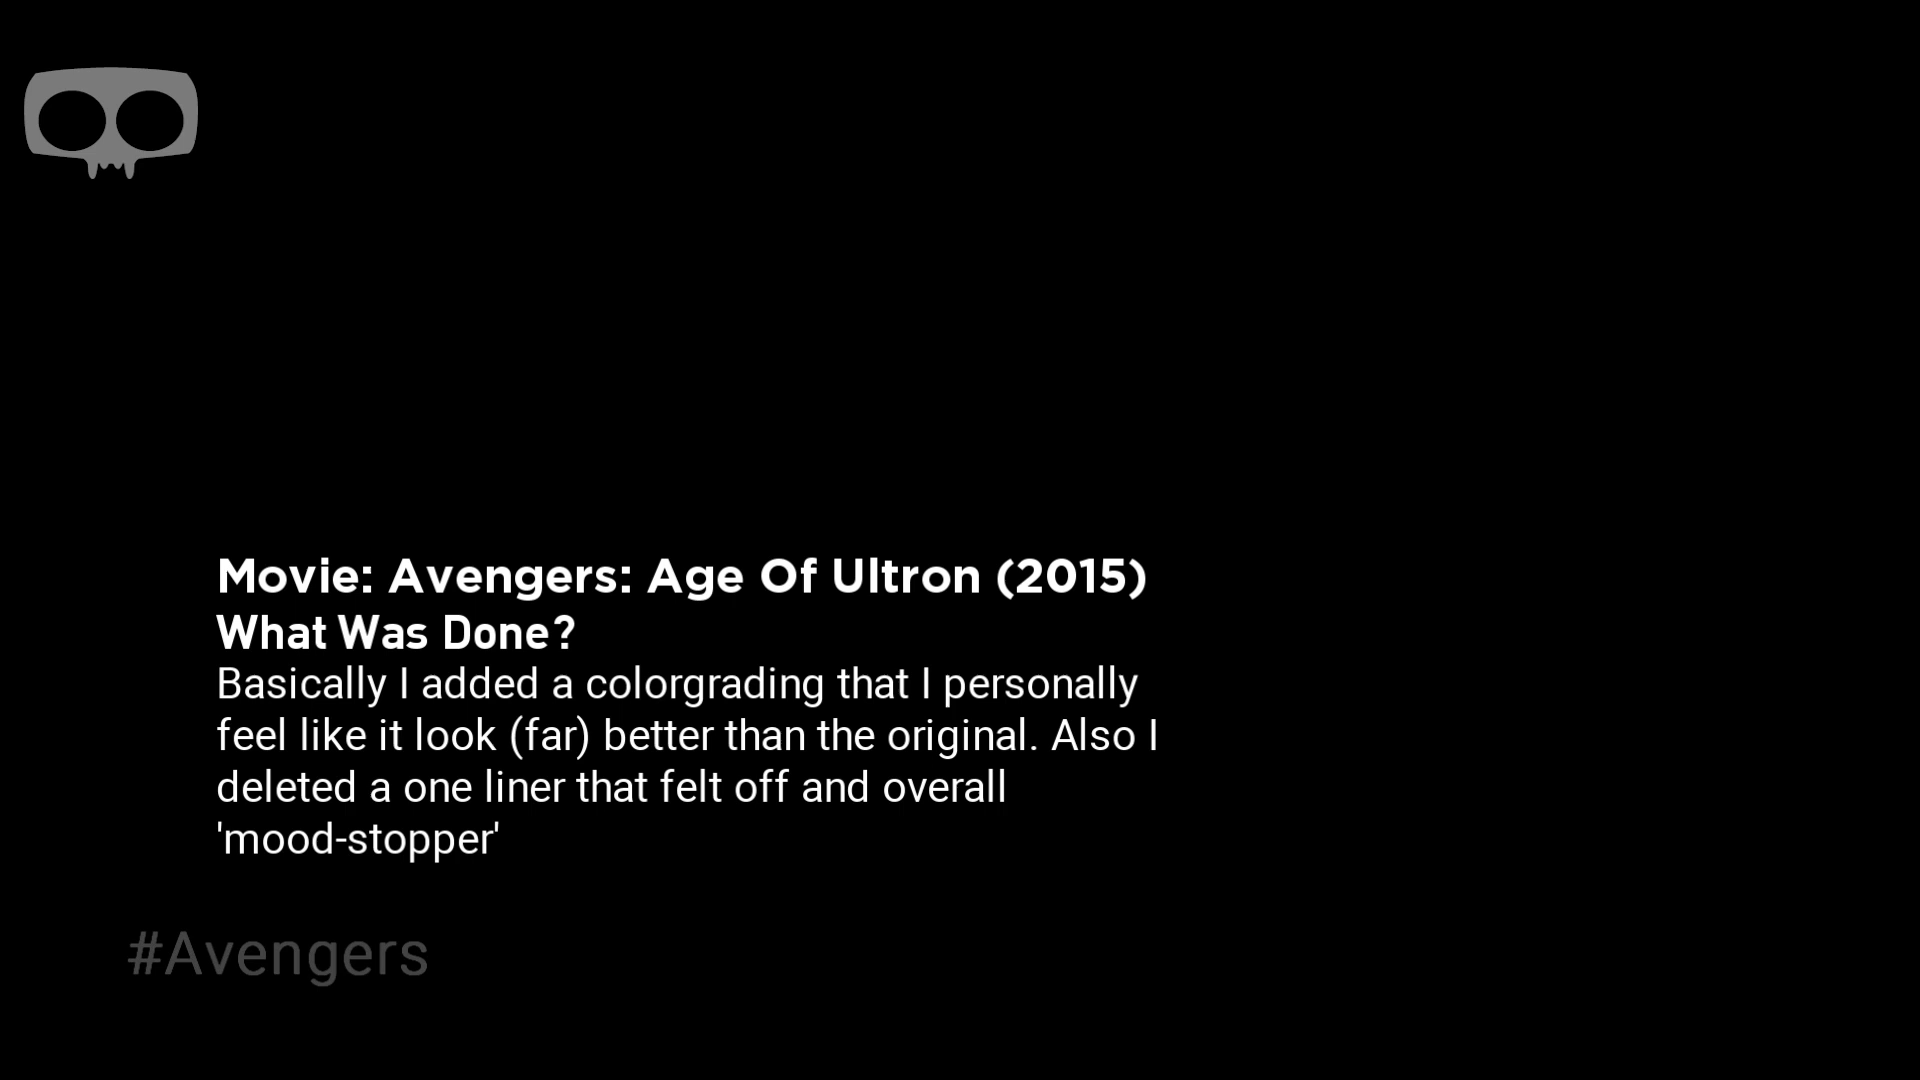 Movie: Avengers: Age Of Ultron (2015)
What Was Done?
Basically I added a colorgrading that I personally
feel like it look (far) better than the original. Also I
deleted a one liner that felt off and overall
'mood-stopper'
#Avengers